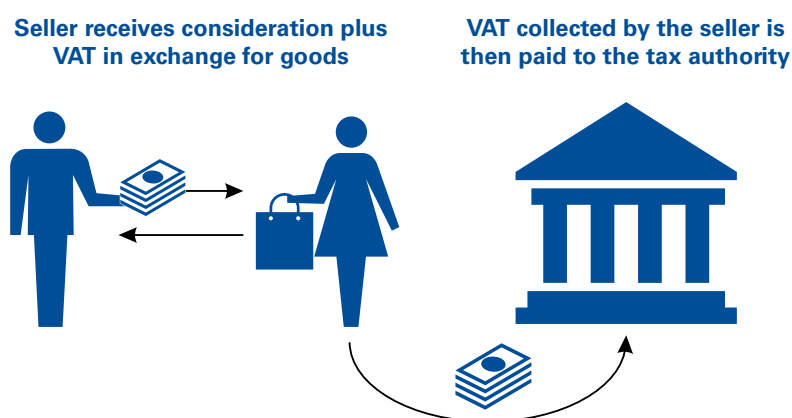 Seller receives consideration plus
VAT in exchange for goods
VAT collected by the seller is
then paid to the tax authority